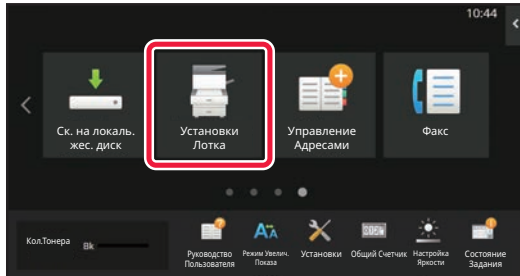 10:44
Ск. на локаль.
жес. диск
Установки
Лотка
Управление
Адресами
Факс
Кол.Тонера
Bk
Руководство
Пользователя
Режим Увелич.
Показа
Установки
Общий Счетчик
Настройка
Яркости
Состояние
Задания